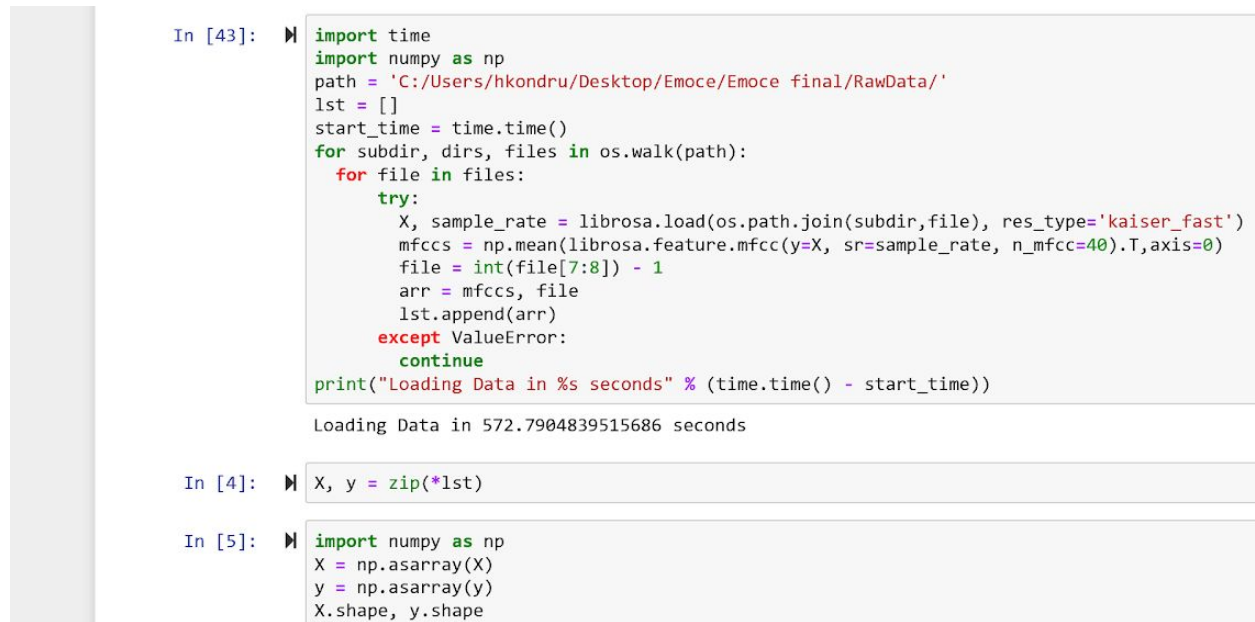 In [43]:
import time
import numpy as np
path = 'C:/Users/hkondru/Desktop/Emoce/Emoce final/RawData/'
lst = []
start_time = time.time()
for subdir, dirs, files in os.walk(path):
  for file in files:
      try:
        X, sample_rate = librosa.load(os.path.join(subdir,file), res_type='kaiser_fast')
        mfccs = np.mean(librosa.feature.mfcc(y=X, sr=sample_rate, n_mfcc=40).T,axis=0)
        file = int(file[7:8]) - 1
        arr = mfccs, file
        lst.append(arr)
      except ValueError:
        continue
print("Loading Data in %s seconds" % (time.time() - start_time))
Loading Data in 572.7904839515686 seconds
In [4]:
X, y = zip(*lst)
In [5]:
import numpy as np
X = np.asarray(X)
y = np.asarray(y)
X.shape, y.shape